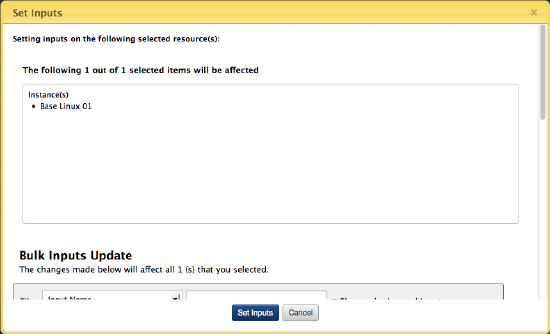 Set Inputs
Setting inputs on the following selected resource(s):
The following 1 out of 1 selected items will be affected
Instance(s)
• Base Linux 01
Bulk Inputs Update
The changes made below will affect all 1 (s) that you selected.
Input Name
Set Inputs Cancel